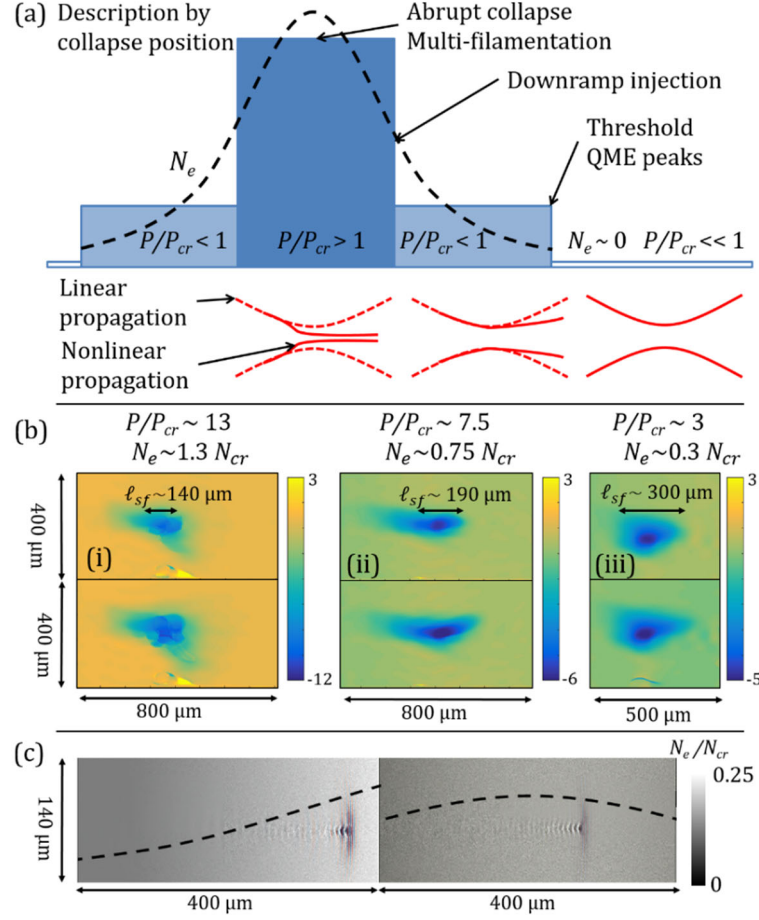 (a)
Description by
collapse position
Abrupt collapse
Multi-filamentation
Downramp injection
Threshold
QME peaks
N_e
P/P_cr < 1
P/P_cr > 1
P/P_cr < 1
N_e ~ 0
P/P_cr << 1
Linear
propagation
Nonlinear
propagation
(b)
P/P_cr ~ 13
N_e ~ 1.3 N_cr
P/P_cr ~ 7.5
N_e ~ 0.75 N_cr
P/P_cr ~ 3
N_e ~ 0.3 N_cr
400 μm
400 μm
ℓ_sf ~ 140 μm
(i)
3
-12
800 μm
ℓ_sf ~ 190 μm
(ii)
3
-6
800 μm
ℓ_sf ~ 300 μm
(iii)
3
-5
500 μm
(c)
140 μm
400 μm
400 μm
N_e/N_cr
0.25
0